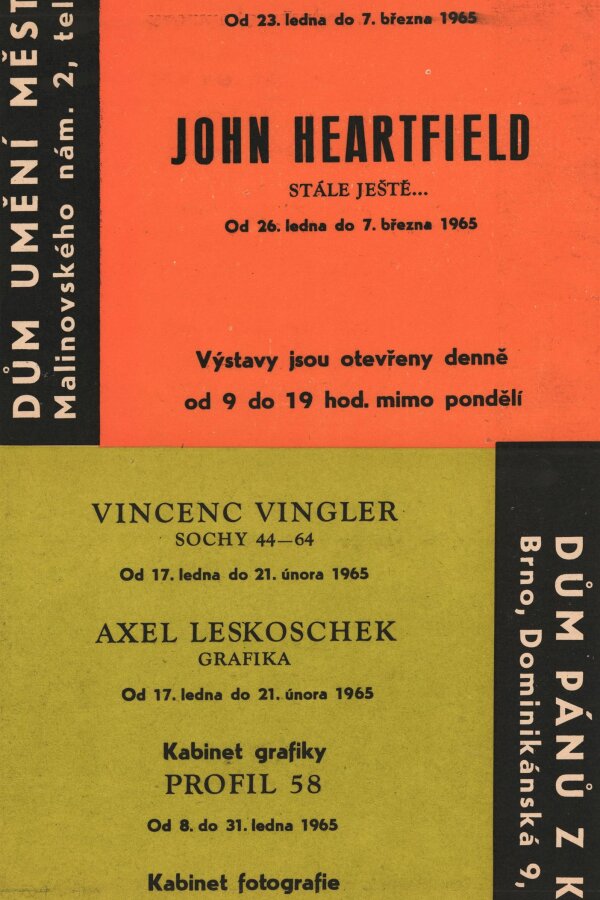 DŮM UMĚNÍ MĚST
Malinovského nám. 2, tel
Od 23. ledna do 7. března 1965
JOHN HEARTFIELD
STÁLE JEŠTĚ...
Od 26. ledna do 7. března 1965
Výstavy jsou otevřeny denně
od 9 do 19 hod. mimo pondělí
VINCENC VINGLER
SOCHY 44—64
Od 17. ledna do 21. února 1965
AXEL LESKOSCHEK
GRAFIKA
Od 17. ledna do 21. února 1965
Kabinet grafiky
PROFIL 58
Od 8. do 31. ledna 1965
Kabinet fotografie
DŮM PÁNŮ Z K
Brno, Dominikánská 9,